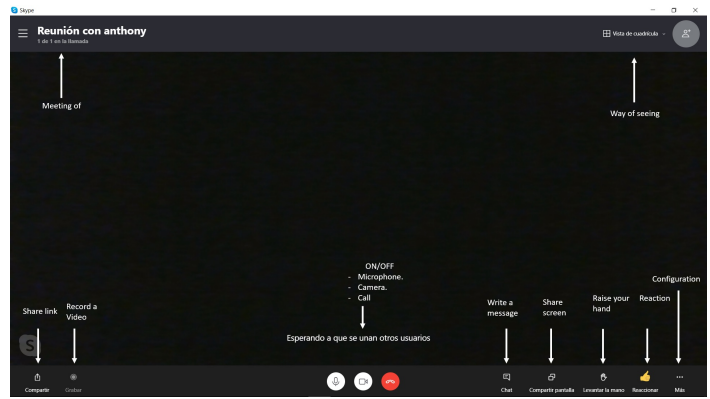 Skype
Reunión con anthony
1 de 1 en la llamada
Vista de cuadrícula
Meeting of
Way of seeing
ON/OFF
- Microphone.
- Camera.
- Call
Configuration
Share link
Record a
Video
Write a
message
Share
screen
Raise your
hand
Reaction
Esperando a que se unan otros usuarios
S
Compartir
Grabar
Chat
Compartir pantalla
Levantar la mano
Reaccionar
Más